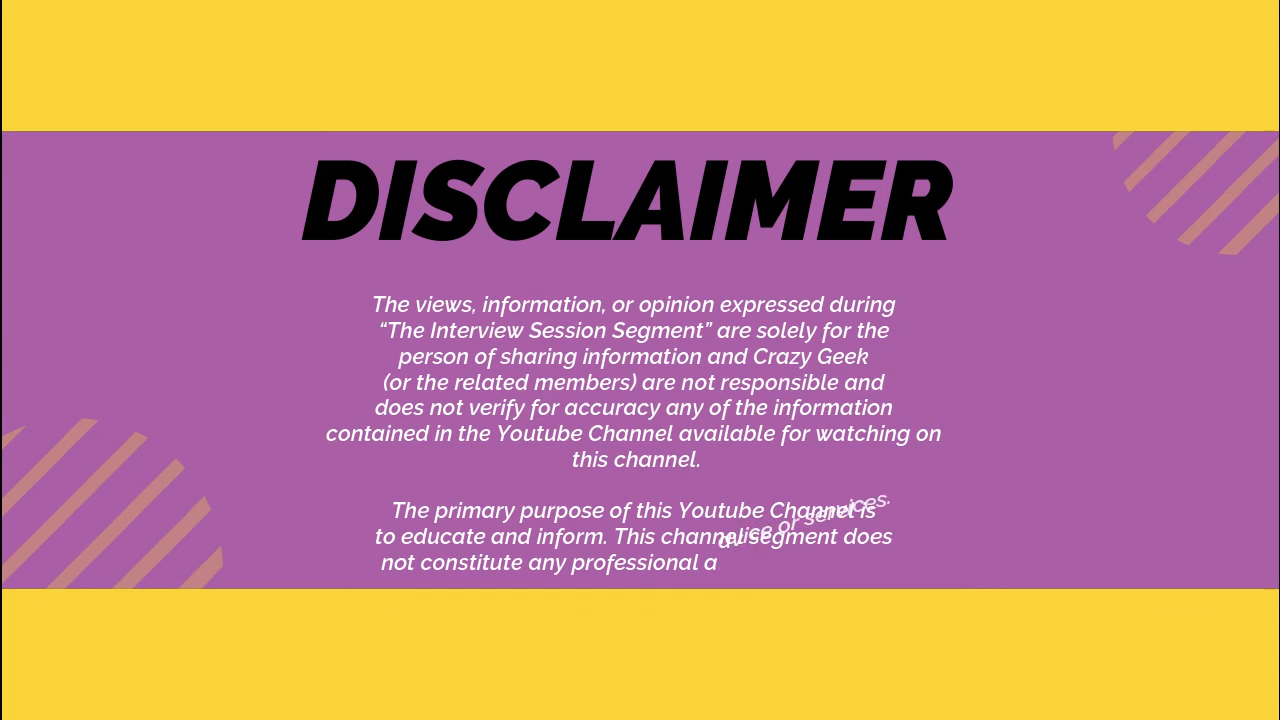 DISCLAIMER
The views, information, or opinion expressed during
“The Interview Session Segment” are solely for the
person of sharing information and Crazy Geek
(or the related members) are not responsible and
does not verify for accuracy any of the information
contained in the Youtube Channel available for watching on
this channel.
The primary purpose of this Youtube Channel is
to educate and inform. This channel segment does
not constitute any professional a
dvise or services.